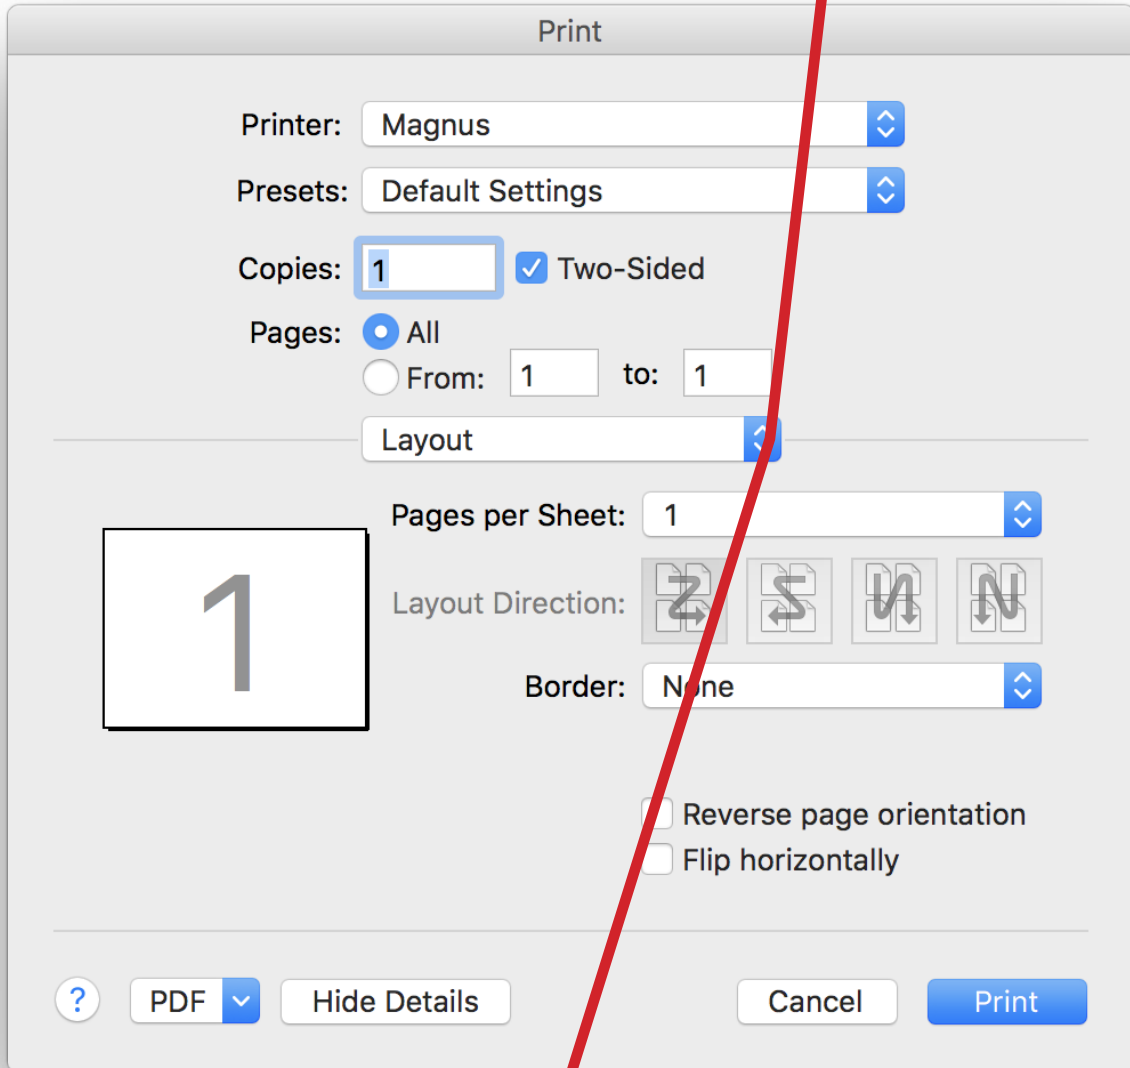 Print
Printer: Magnus
Presets: Default Settings
Copies: 1 Two-Sided
Pages: All
From: 1 to: 1
Layout
Pages per Sheet: 1
1
Layout Direction:
Border: None
Reverse page orientation
Flip horizontally
? PDF Hide Details Cancel Print